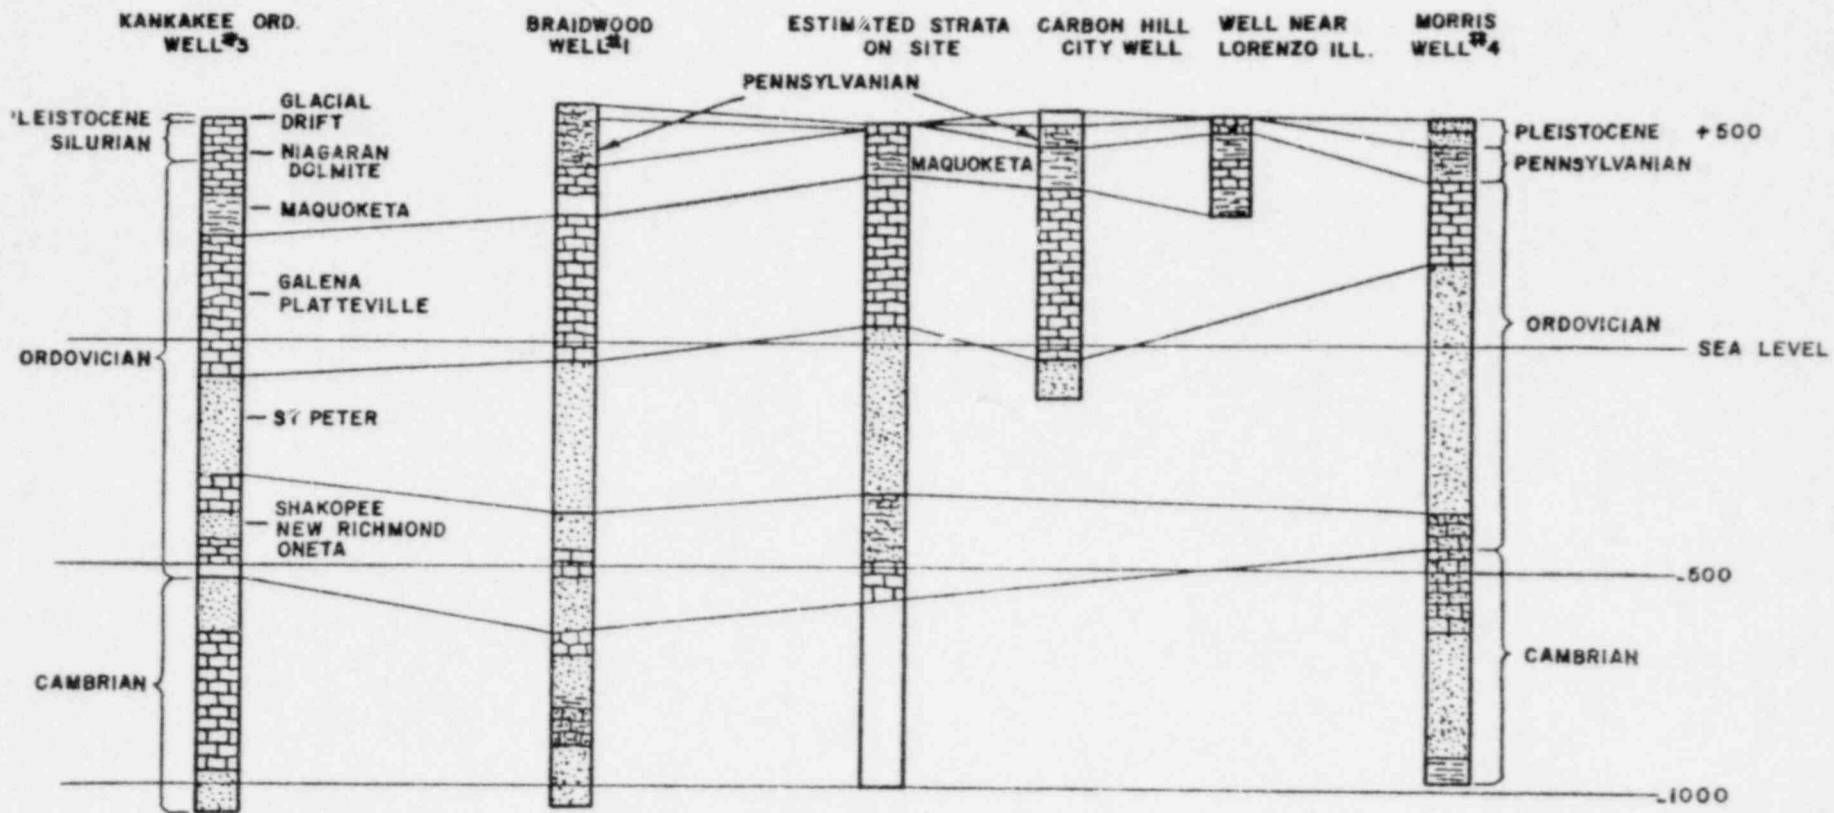 KANKAKEE ORD.
WELL #3
BRAIDWOOD
WELL #1
ESTIMATED STRATA
ON SITE
CARBON HILL
CITY WELL
WELL NEAR
LORENZO ILL.
MORRIS
WELL #4
PENNSYLVANIAN
'LEISTOCENE
SILURIAN
GLACIAL
DRIFT
NIAGARAN
DOLMITE
MAQUOKETA
GALENA
PLATTEVILLE
ORDOVICIAN
ST PETER
SHAKOPEE
NEW RICHMOND
ONETA
CAMBRIAN
MAQUOKETA
PLEISTOCENE +500
PENNSYLVANIAN
ORDOVICIAN
SEA LEVEL
-500
CAMBRIAN
-1000